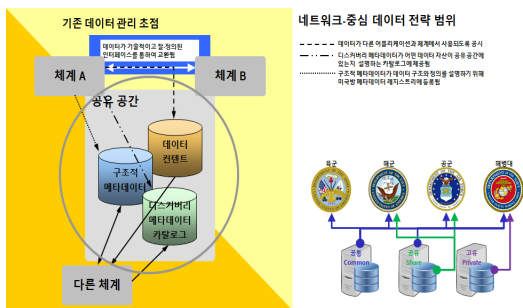 기존 데이터 관리 초점
데이터가 기술적이고 잘-정의된
인터페이스를 통하여 교환됨
체계 A
체계 B
공유 공간
데이터
컨텐트
구조적
메타데이터
디스커버리
메타데이터
카탈로그
다른 체계
네트워크-중심 데이터 전략 범위
데이터가 다른 어플리케이션과 체계에서 사용되도록 공시
디스커버리 메타데이터가 어떤 데이터 자산이 공유 공간에
있는지 설명하는 카탈로그에 제공됨
구조적 메타데이터가 데이터 구조와 정의를 설명하기 위해
미국방 메타데이터 레지스트리에 등록됨
육군
해군
공군
해병대
공통
Common
공유
Share
고유
Private